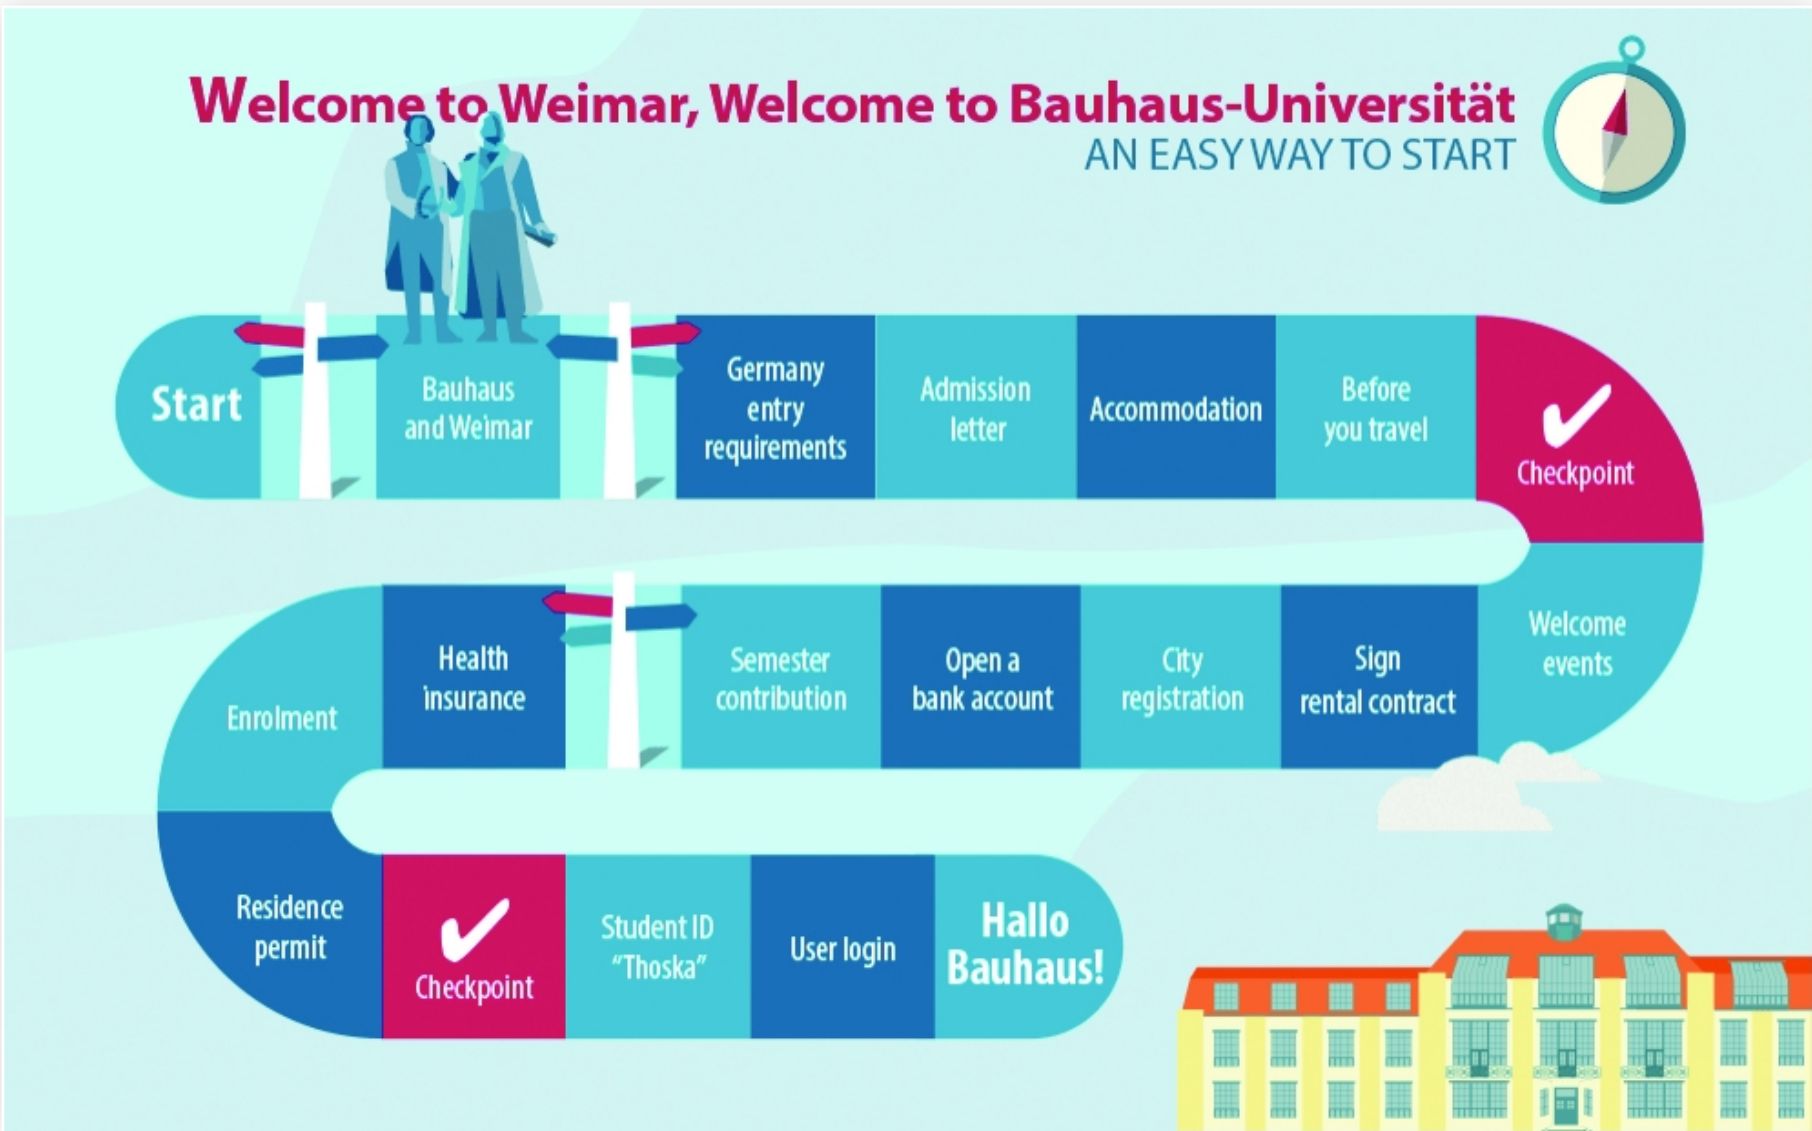 Welcome to Weimar, Welcome to Bauhaus-Universität
AN EASY WAY TO START
Start
Bauhaus
and Weimar
Germany
entry
requirements
Admission
letter
Accommodation
Before
you travel
Checkpoint
Welcome
events
Sign
rental contract
City
registration
Open a
bank account
Semester
contribution
Health
insurance
Enrolment
Residence
permit
Checkpoint
Student ID
“Thoska”
User login
Hallo
Bauhaus!